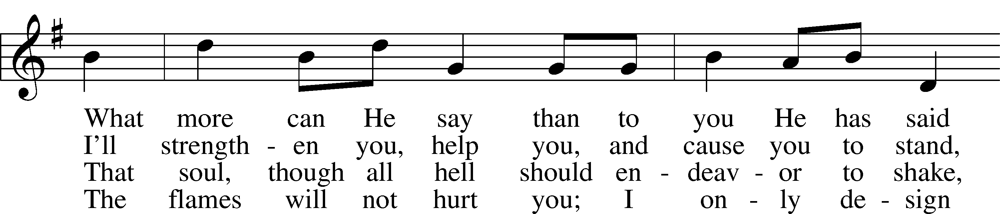 What more can He say than to you He has said
I'll strength - en you, help you, and cause you to stand,
That soul, though all hell should en - deav - or to shake,
The flames will not hurt you; I on - ly de - sign